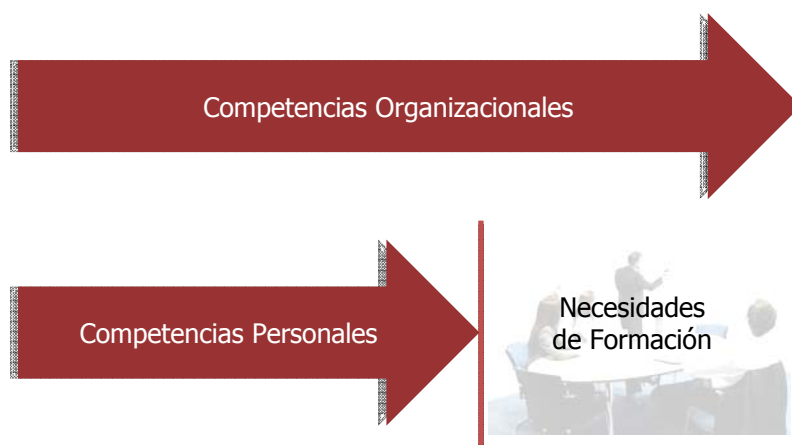 Competencias Organizacionales
Competencias Personales
Necesidades
de Formación